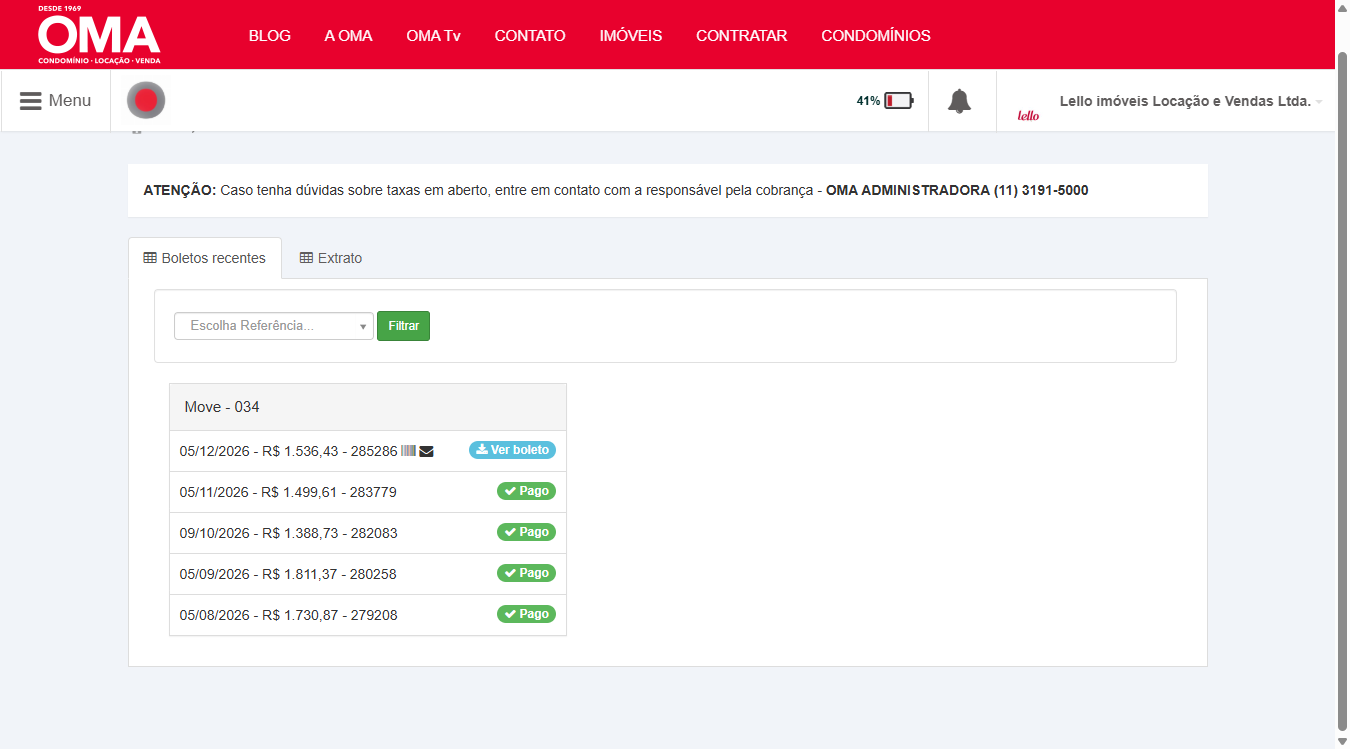 DESDE 1969
OMA
CONDOMÍNIO · LOCAÇÃO · VENDA
BLOG A OMA OMA Tv CONTATO IMÓVEIS CONTRATAR CONDOMÍNIOS
Menu
41%
lello
Lello imóveis Locação e Vendas Ltda.
ATENÇÃO: Caso tenha dúvidas sobre taxas em aberto, entre em contato com a responsável pela cobrança - OMA ADMINISTRADORA (11) 3191-5000
Boletos recentes Extrato
Escolha Referência... Filtrar
Move - 034
05/12/2026 - R$ 1.536,43 - 285286 Ver boleto
05/11/2026 - R$ 1.499,61 - 283779 Pago
09/10/2026 - R$ 1.388,73 - 282083 Pago
05/09/2026 - R$ 1.811,37 - 280258 Pago
05/08/2026 - R$ 1.730,87 - 279208 Pago